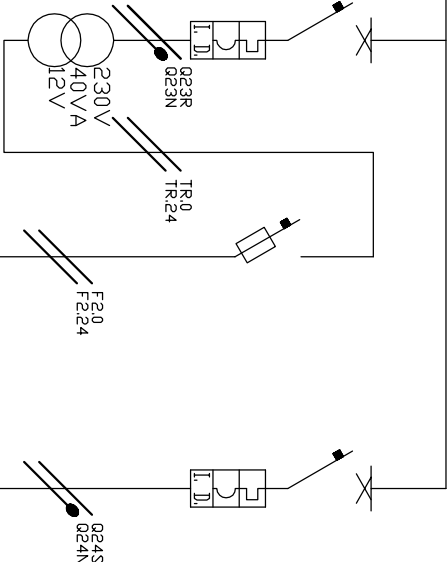 I. D.
Q23R
Q23N
230V
40VA
12V
TR.0
TR.24
F2.0
F2.24
I. D.
Q24S
Q24N